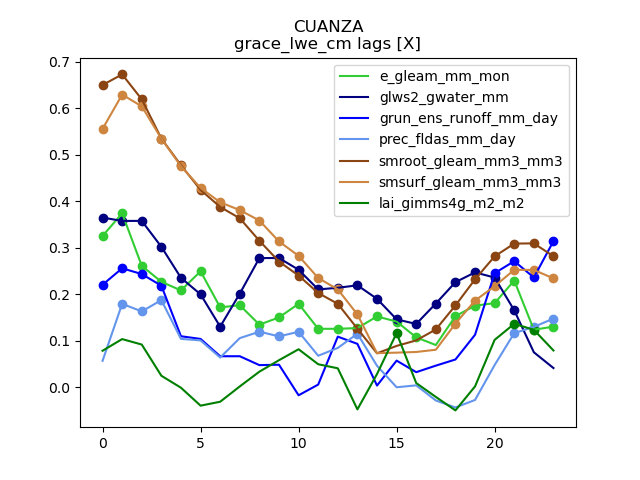 CUANZA
grace_lwe_cm lags [X]
0.7
0.6
0.5
0.4
0.3
0.2
0.1
0.0
0
5
10
15
20
e_gleam_mm_mon
glws2_gwater_mm
grun_ens_runoff_mm_day
prec_fldas_mm_day
smroot_gleam_mm3_mm3
smsurf_gleam_mm3_mm3
lai_gimms4g_m2_m2